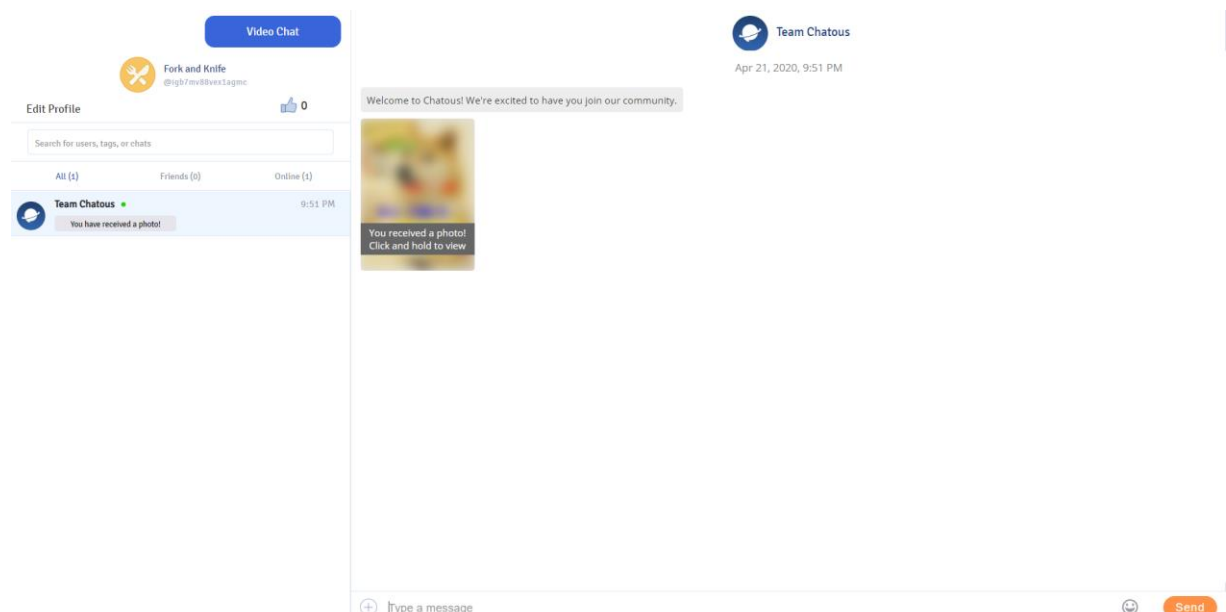 Video Chat
Fork and Knife
@igb7mv88vex1agmc
Edit Profile
0
Search for users, tags, or chats
All (1)
Friends (0)
Online (1)
Team Chatous
9:51 PM
You have received a photo!
Team Chatous
Apr 21, 2020, 9:51 PM
Welcome to Chatous! We're excited to have you join our community.
You received a photo!
Click and hold to view
Type a message
Send